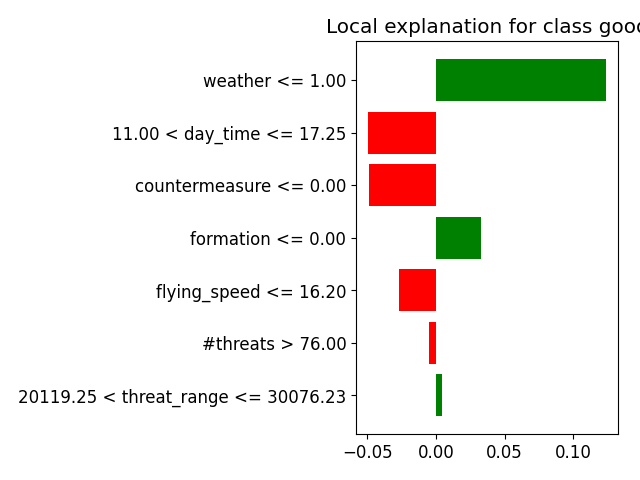 Local explanation for class good
weather <= 1.00
11.00 < day_time <= 17.25
countermeasure <= 0.00
formation <= 0.00
flying_speed <= 16.20
#threats > 76.00
20119.25 < threat_range <= 30076.23
−0.05 0.00 0.05 0.10